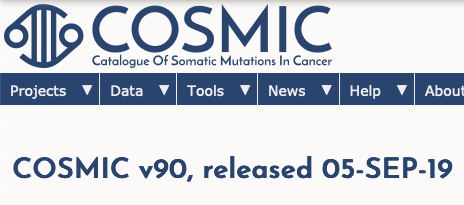 COSMIC
Catalogue Of Somatic Mutations In Cancer
Projects Data Tools News Help About
COSMIC v90, released 05-SEP-19